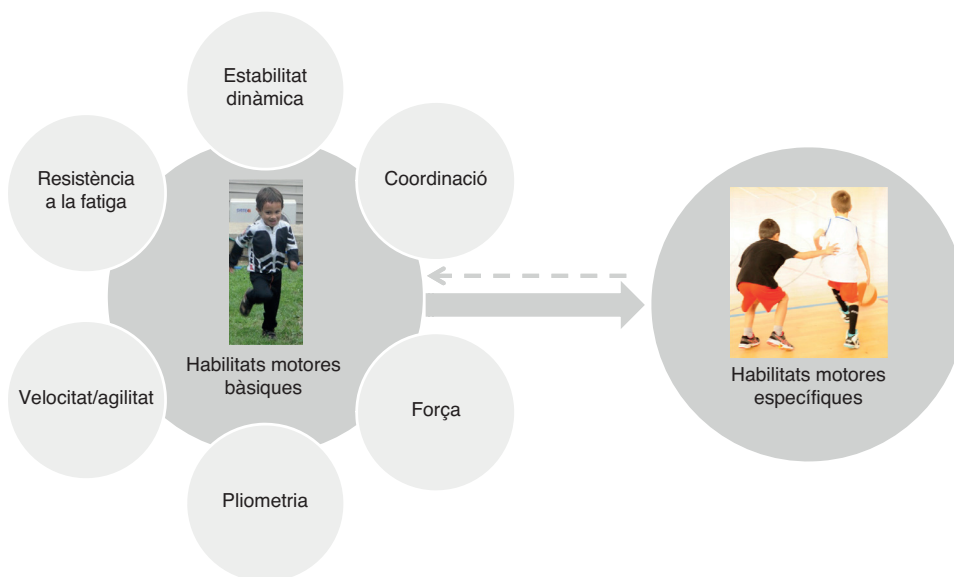 Estabilitat
dinàmica
Resistència
a la fatiga
Coordinació
Habilitats motores
bàsiques
Velocitat/agilitat
Força
Pliometria
Habilitats motores
específiques